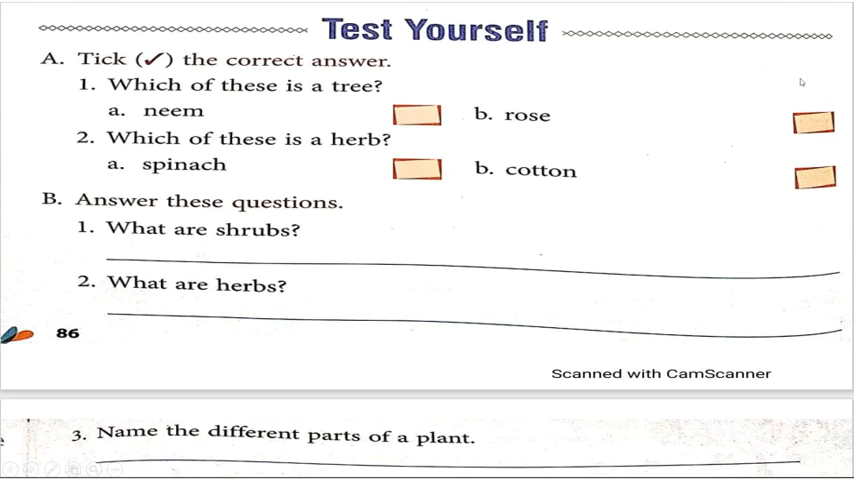 Test Yourself
A. Tick (✓) the correct answer.
1. Which of these is a tree?
a. neem b. rose
2. Which of these is a herb?
a. spinach b. cotton
B. Answer these questions.
1. What are shrubs?
2. What are herbs?
86
Scanned with CamScanner
3. Name the different parts of a plant.